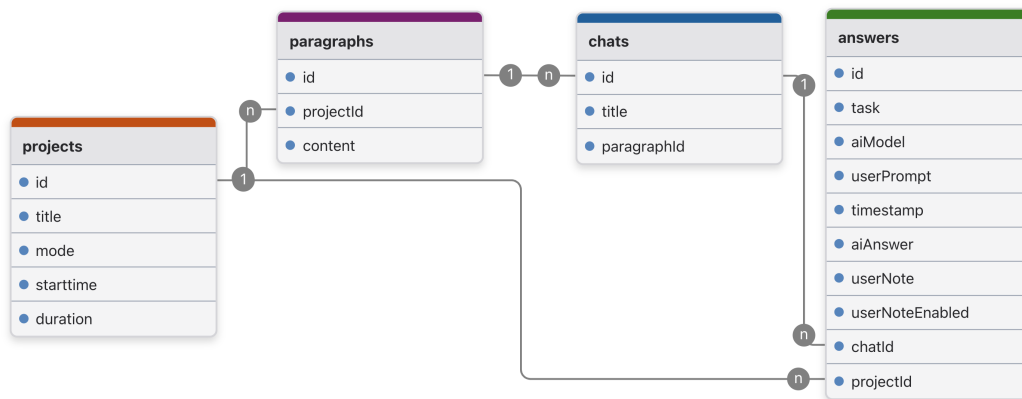 projects
id
title
mode
starttime
duration
n
1
paragraphs
id
projectId
content
1
n
chats
id
title
paragraphId
1
n
n
answers
id
task
aiModel
userPrompt
timestamp
aiAnswer
userNote
userNoteEnabled
chatId
projectId